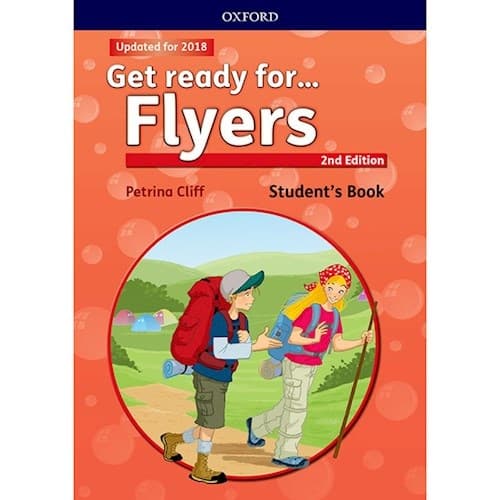 OXFORD
Updated for 2018
Get ready for...
Flyers
2nd Edition
Petrina Cliff
Student's Book